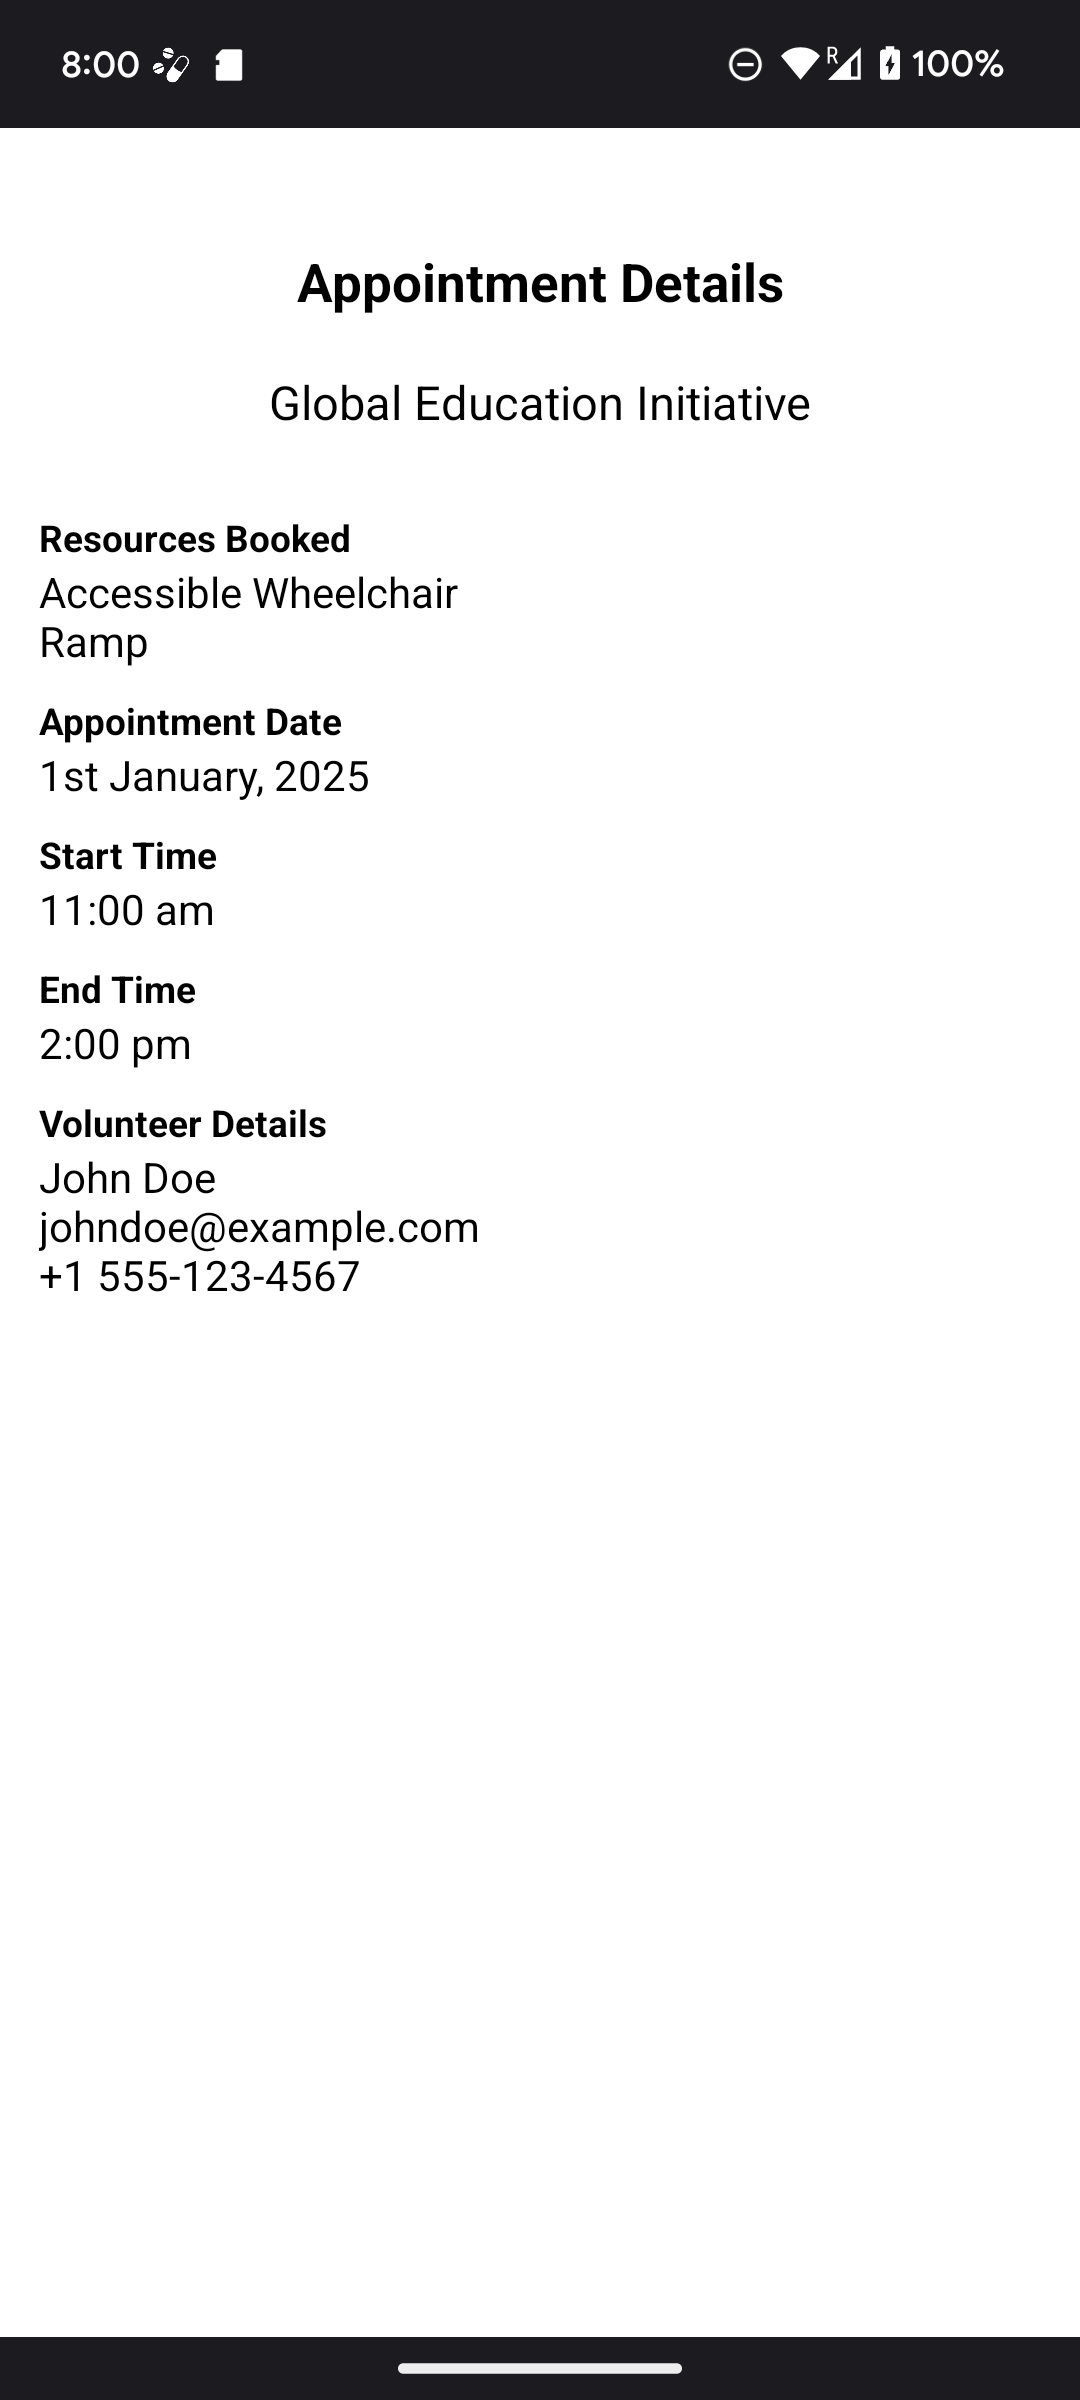 8:00 R 100%
Appointment Details
Global Education Initiative
Resources Booked
Accessible Wheelchair
Ramp
Appointment Date
1st January, 2025
Start Time
11:00 am
End Time
2:00 pm
Volunteer Details
John Doe
johndoe@example.com
+1 555-123-4567